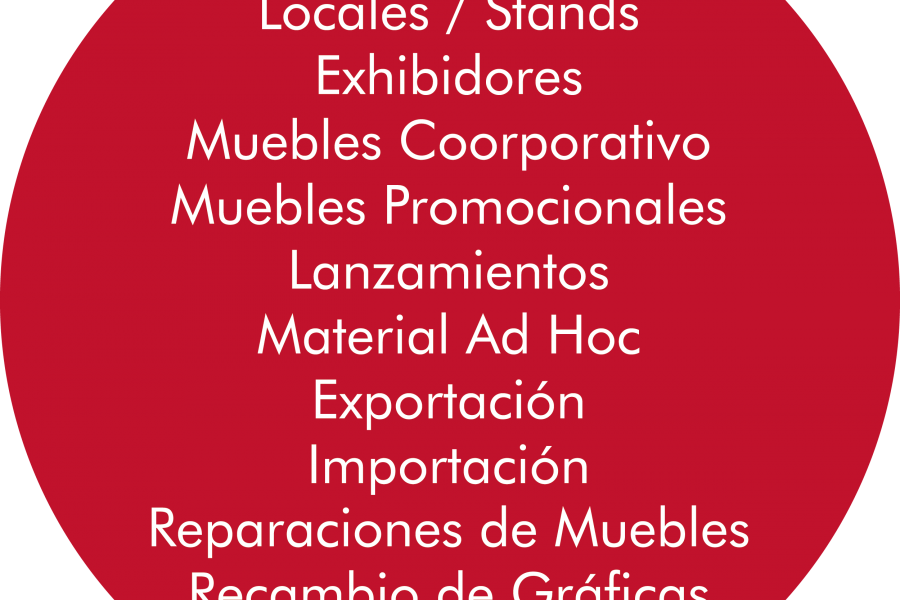 Locales / Stands
Exhibidores
Muebles Coorporativo
Muebles Promocionales
Lanzamientos
Material Ad Hoc
Exportación
Importación
Reparaciones de Muebles
Recambio de Gráficas